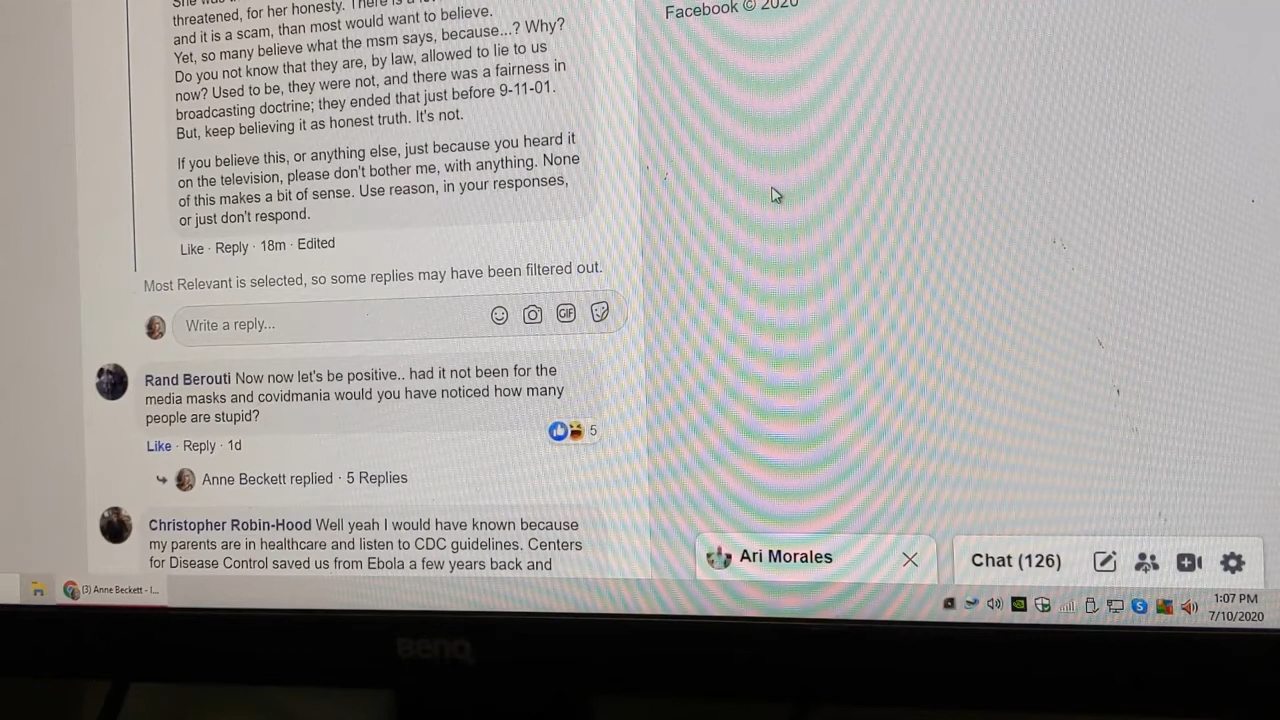 threatened, for her honesty. There is a
and it is a scam, than most would want to believe.
Yet, so many believe what the msm says, because...? Why?
Do you not know that they are, by law, allowed to lie to us
now? Used to be, they were not, and there was a fairness in
broadcasting doctrine; they ended that just before 9-11-01.
But, keep believing it as honest truth. It's not.
If you believe this, or anything else, just because you heard it
on the television, please don't bother me, with anything. None
of this makes a bit of sense. Use reason, in your responses,
or just don't respond.
Like · Reply · 18m · Edited
Most Relevant is selected, so some replies may have been filtered out.
Write a reply...
GIF
Rand Berouti Now now let's be positive.. had it not been for the
media masks and covidmania would you have noticed how many
people are stupid?
5
Like · Reply · 1d
Anne Beckett replied · 5 Replies
Christopher Robin-Hood Well yeah I would have known because
my parents are in healthcare and listen to CDC guidelines. Centers
for Disease Control saved us from Ebola a few years back and
Facebook © 2020
Ari Morales
Chat (126)
(3) Anne Beckett - I...
1:07 PM
7/10/2020
BenQ